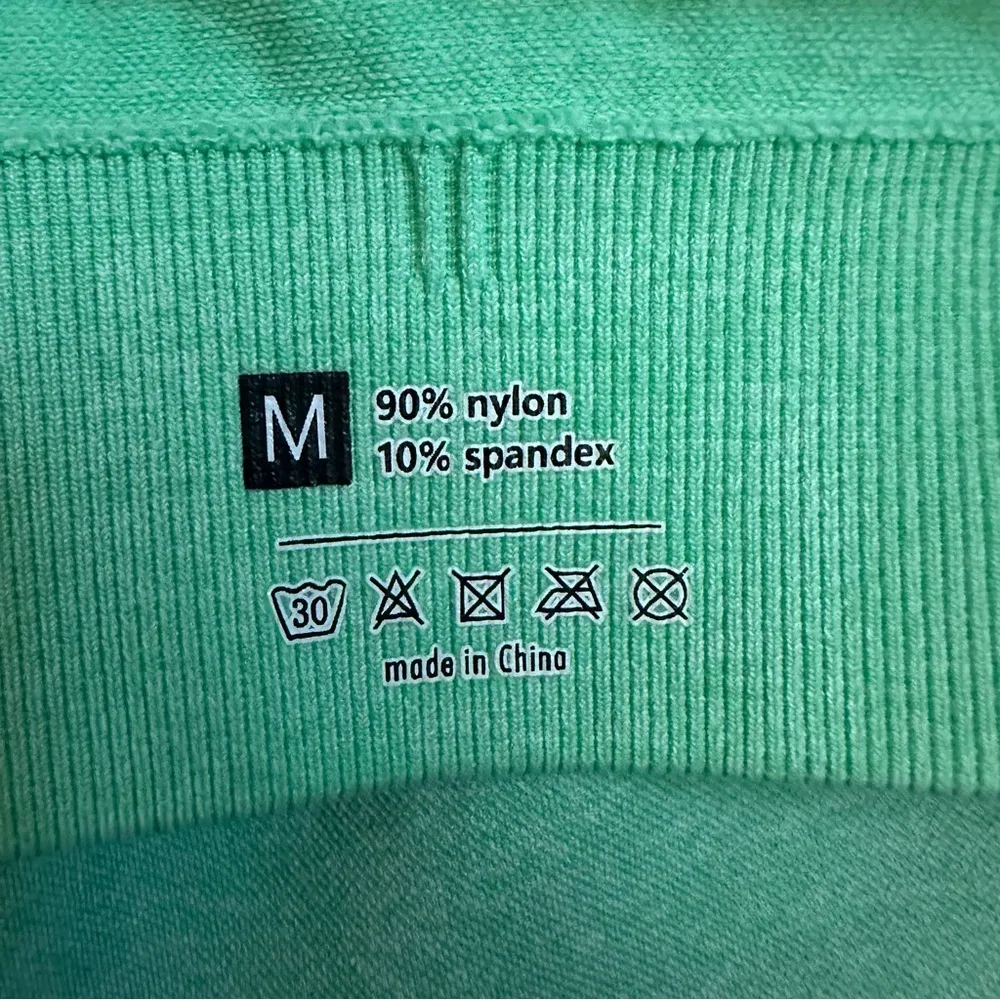 M
90% nylon
10% spandex
30
made in China